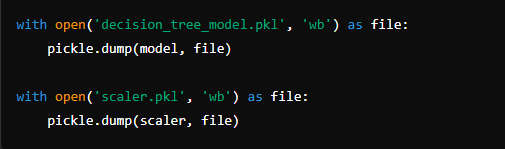 with open('decision_tree_model.pkl', 'wb') as file:
    pickle.dump(model, file)
with open('scaler.pkl', 'wb') as file:
    pickle.dump(scaler, file)